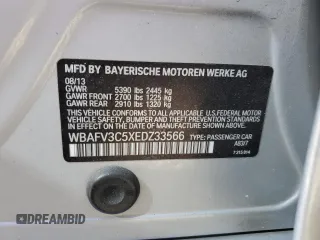 MFD BY BAYERISCHE MOTOREN WERKE AG
08/13
GVWR 5390 lbs 2445 kg
GAWR FRONT 2700 lbs 1225 kg
GAWR REAR 2910 lbs 1320 kg
THIS VEHICLE CONFORMS TO ALL APPLICABLE U.S. FEDERAL MOTOR
VEHICLE SAFETY, BUMPER, AND THEFT PREVENTION STANDARDS
IN EFFECT ON THE DATE OF MANUFACTURE SHOWN ABOVE.
WBAFV3C5XEDZ33566
PASSENGER CAR
A83/7
DREAMBID